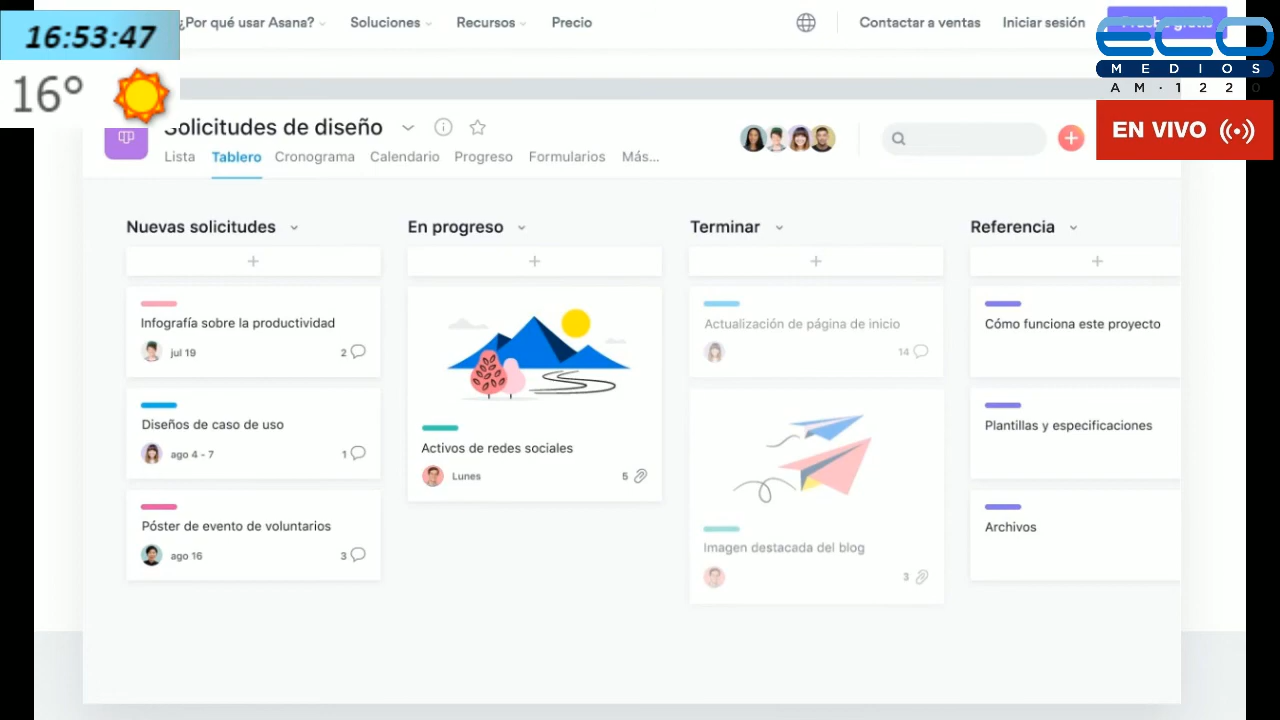 ¿Por qué usar Asana?
Soluciones
Recursos
Precio
Contactar a ventas
Iniciar sesión
16:53:47
16°
ECO
MEDIOS
AM·1220
EN VIVO
Solicitudes de diseño
Lista
Tablero
Cronograma
Calendario
Progreso
Formularios
Más...
Nuevas solicitudes
Infografía sobre la productividad
jul 19
2
Diseños de caso de uso
ago 4 - 7
1
Póster de evento de voluntarios
ago 16
3
En progreso
Activos de redes sociales
Lunes
5
Terminar
Actualización de página de inicio
14
Imagen destacada del blog
3
Referencia
Cómo funciona este proyecto
Plantillas y especificaciones
Archivos